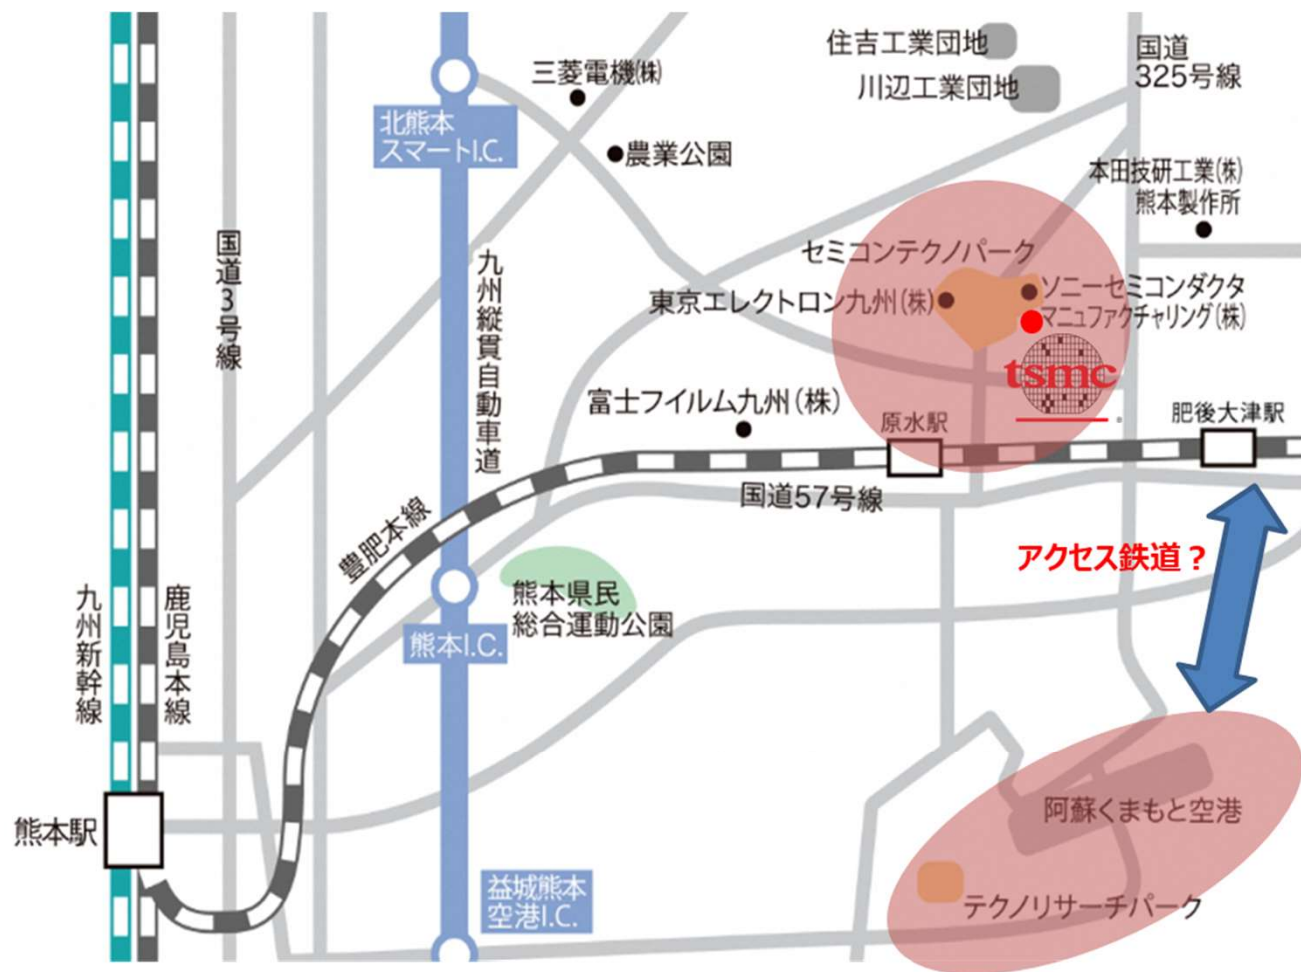 住吉工業団地
国道
325号線
三菱電機㈱
川辺工業団地
北熊本
スマートI.C.
農業公園
本田技研工業㈱
熊本製作所
国道3号線
九州縦貫自動車道
セミコンテクノパーク
ソニーセミコンダクタ
マニュファクチャリング(株)
東京エレクトロン九州(株)
tsmc
富士フイルム九州(株)
原水駅
肥後大津駅
国道57号線
豊肥本線
アクセス鉄道?
九州新幹線
鹿児島本線
熊本県民
総合運動公園
熊本I.C.
阿蘇くまもと空港
熊本駅
益城熊本
空港I.C.
テクノリサーチパーク